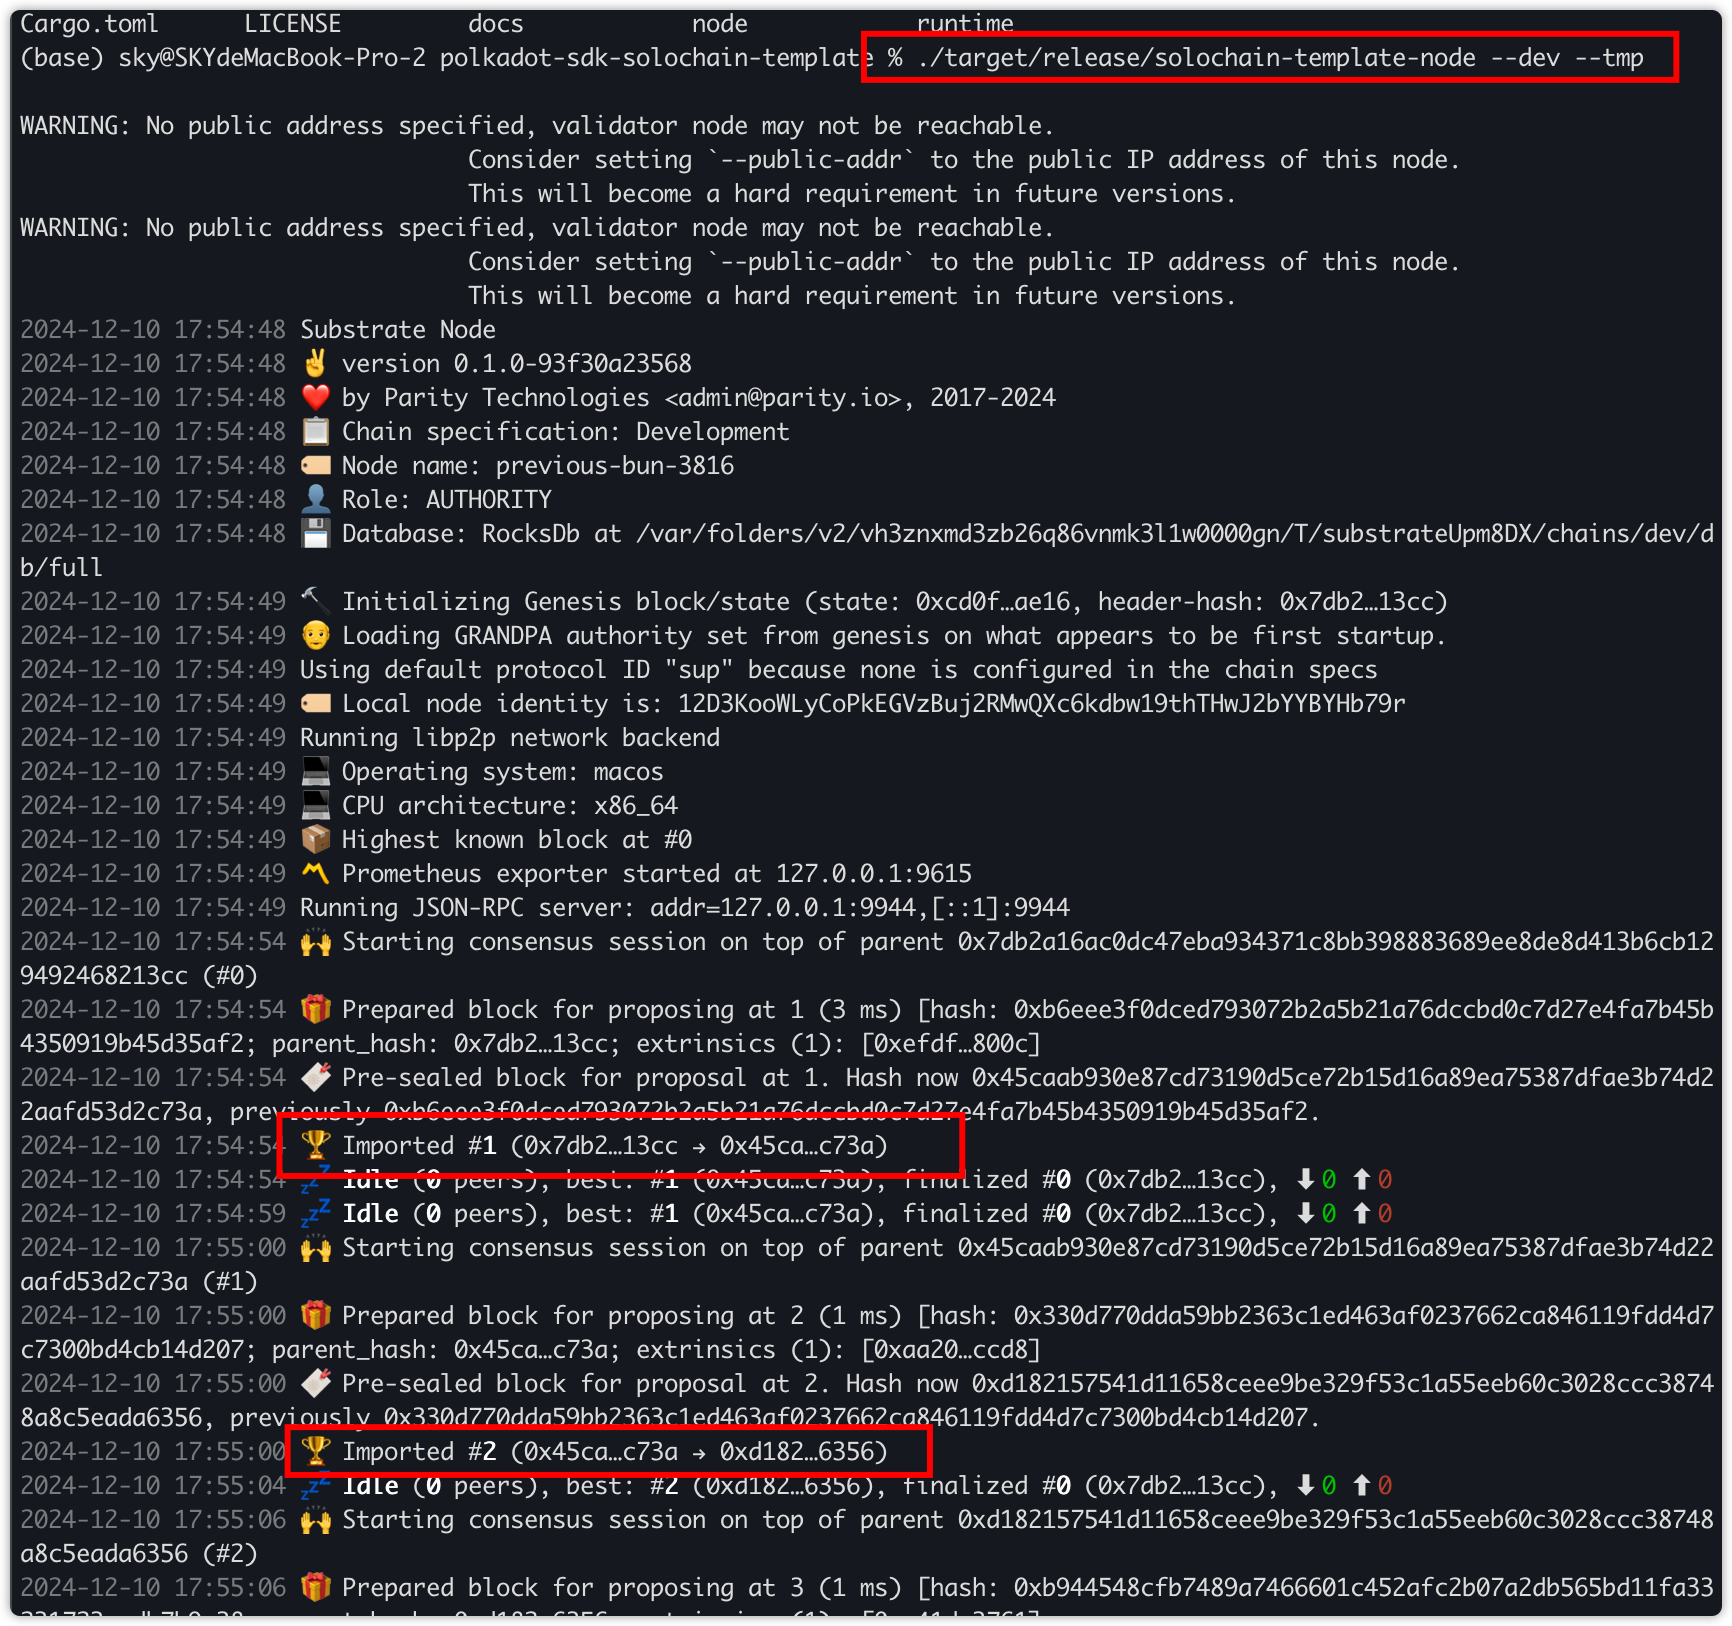 Cargo.toml LICENSE docs node runtime
(base) sky@SKYdeMacBook-Pro-2 polkadot-sdk-solochain-template % ./target/release/solochain-template-node --dev --tmp
WARNING: No public address specified, validator node may not be reachable.
Consider setting `--public-addr` to the public IP address of this node.
This will become a hard requirement in future versions.
WARNING: No public address specified, validator node may not be reachable.
Consider setting `--public-addr` to the public IP address of this node.
This will become a hard requirement in future versions.
2024-12-10 17:54:48 Substrate Node
2024-12-10 17:54:48 ✌️ version 0.1.0-93f30a23568
2024-12-10 17:54:48 ❤️ by Parity Technologies <admin@parity.io>, 2017-2024
2024-12-10 17:54:48 📋 Chain specification: Development
2024-12-10 17:54:48 🏷 Node name: previous-bun-3816
2024-12-10 17:54:48 👤 Role: AUTHORITY
2024-12-10 17:54:48 💾 Database: RocksDb at /var/folders/v2/vh3znxmd3zb26q86vnmk3l1w0000gn/T/substrateUpm8DX/chains/dev/d
b/full
2024-12-10 17:54:49 🔨 Initializing Genesis block/state (state: 0xcd0f…ae16, header-hash: 0x7db2…13cc)
2024-12-10 17:54:49 👴 Loading GRANDPA authority set from genesis on what appears to be first startup.
2024-12-10 17:54:49 Using default protocol ID "sup" because none is configured in the chain specs
2024-12-10 17:54:49 🏷 Local node identity is: 12D3KooWLyCoPkEGVzBuj2RMwQXc6kdbw19thTHwJ2bYYBYHb79r
2024-12-10 17:54:49 Running libp2p network backend
2024-12-10 17:54:49 💻 Operating system: macos
2024-12-10 17:54:49 💻 CPU architecture: x86_64
2024-12-10 17:54:49 📦 Highest known block at #0
2024-12-10 17:54:49 〽️ Prometheus exporter started at 127.0.0.1:9615
2024-12-10 17:54:49 Running JSON-RPC server: addr=127.0.0.1:9944,[::1]:9944
2024-12-10 17:54:54 🙌 Starting consensus session on top of parent 0x7db2a16ac0dc47eba934371c8bb398883689ee8de8d413b6cb12
9492468213cc (#0)
2024-12-10 17:54:54 🎁 Prepared block for proposing at 1 (3 ms) [hash: 0xb6eee3f0dced793072b2a5b21a76dccbd0c7d27e4fa7b45b
4350919b45d35af2; parent_hash: 0x7db2…13cc; extrinsics (1): [0xefdf…800c]
2024-12-10 17:54:54 🔖 Pre-sealed block for proposal at 1. Hash now 0x45caab930e87cd73190d5ce72b15d16a89ea75387dfae3b74d2
2aafd53d2c73a, previously 0xb6eee3f0dced793072b2a5b21a76dccbd0c7d27e4fa7b45b4350919b45d35af2.
2024-12-10 17:54:54 🏆 Imported #1 (0x7db2…13cc → 0x45ca…c73a)
2024-12-10 17:54:54 💤 Idle (0 peers), best: #1 (0x45ca…c73a), finalized #0 (0x7db2…13cc), ⬇ 0 ⬆ 0
2024-12-10 17:54:59 💤 Idle (0 peers), best: #1 (0x45ca…c73a), finalized #0 (0x7db2…13cc), ⬇ 0 ⬆ 0
2024-12-10 17:55:00 🙌 Starting consensus session on top of parent 0x45caab930e87cd73190d5ce72b15d16a89ea75387dfae3b74d22
aafd53d2c73a (#1)
2024-12-10 17:55:00 🎁 Prepared block for proposing at 2 (1 ms) [hash: 0x330d770dda59bb2363c1ed463af0237662ca846119fdd4d7
c7300bd4cb14d207; parent_hash: 0x45ca…c73a; extrinsics (1): [0xaa20…ccd8]
2024-12-10 17:55:00 🔖 Pre-sealed block for proposal at 2. Hash now 0xd182157541d11658ceee9be329f53c1a55eeb60c3028ccc3874
8a8c5eada6356, previously 0x330d770dda59bb2363c1ed463af0237662ca846119fdd4d7c7300bd4cb14d207.
2024-12-10 17:55:00 🏆 Imported #2 (0x45ca…c73a → 0xd182…6356)
2024-12-10 17:55:04 💤 Idle (0 peers), best: #2 (0xd182…6356), finalized #0 (0x7db2…13cc), ⬇ 0 ⬆ 0
2024-12-10 17:55:06 🙌 Starting consensus session on top of parent 0xd182157541d11658ceee9be329f53c1a55eeb60c3028ccc38748
a8c5eada6356 (#2)
2024-12-10 17:55:06 🎁 Prepared block for proposing at 3 (1 ms) [hash: 0xb944548cfb7489a7466601c452afc2b07a2db565bd11fa33